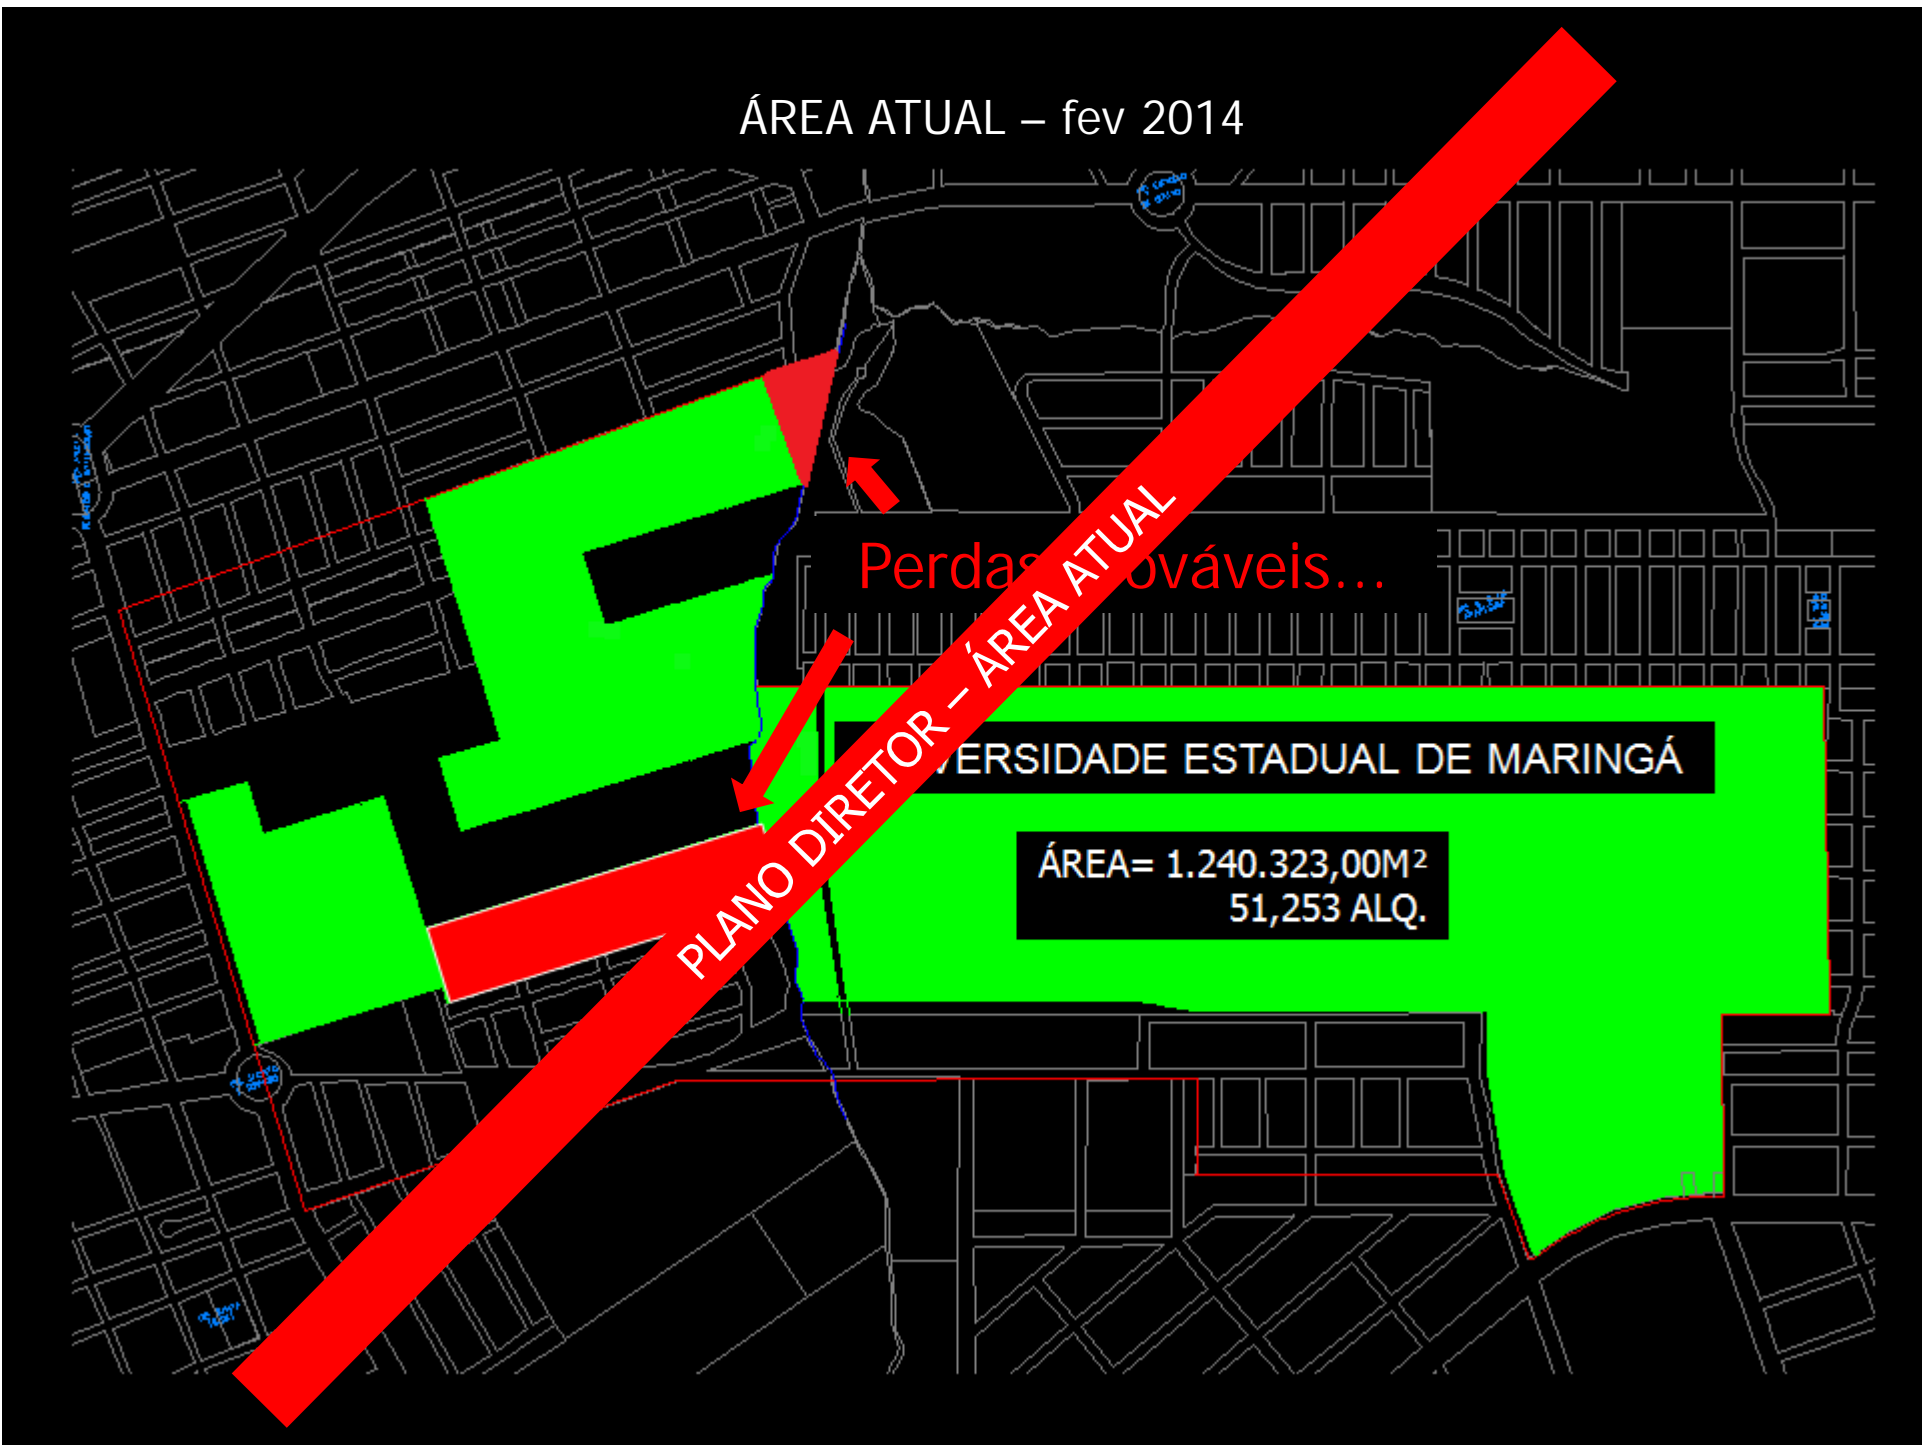 ÁREA ATUAL – fev 2014
Perdas ováveis...
PLANO DIRETOR – ÁREA ATUAL
VERSIDADE ESTADUAL DE MARINGÁ
ÁREA= 1.240.323,00M²
51,253 ALQ.